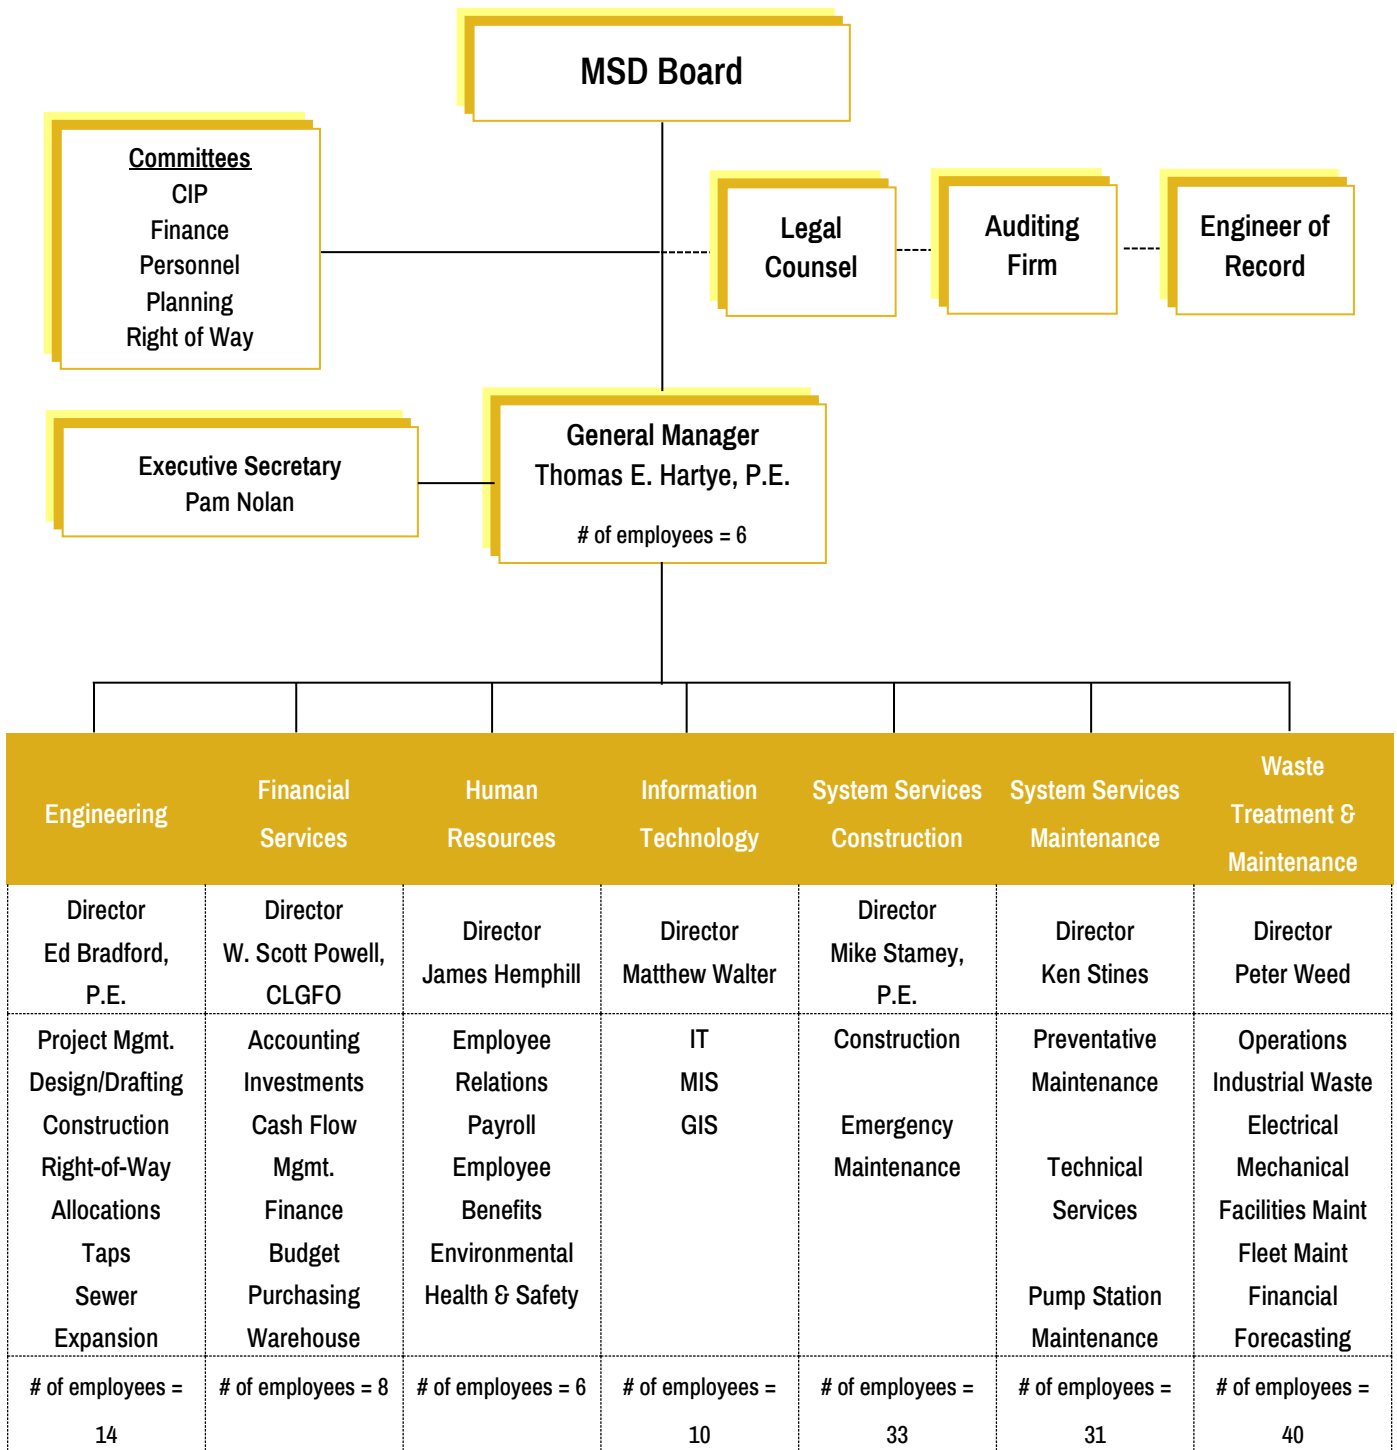 MSD Board
Committees
CIP
Finance
Personnel
Planning
Right of Way
Legal
Counsel
Auditing
Firm
Engineer of
Record
General Manager
Thomas E. Hartye, P.E.
# of employees = 6
Executive Secretary
Pam Nolan
Engineering
Financial
Services
Human
Resources
Information
Technology
System Services
Construction
System Services
Maintenance
Waste
Treatment &
Maintenance
Director
Ed Bradford,
P.E.
Director
W. Scott Powell,
CLGFO
Director
James Hemphill
Director
Matthew Walter
Director
Mike Stamey,
P.E.
Director
Ken Stines
Director
Peter Weed
Project Mgmt.
Design/Drafting
Construction
Right-of-Way
Allocations
Taps
Sewer
Expansion
Accounting
Investments
Cash Flow
Mgmt.
Finance
Budget
Purchasing
Warehouse
Employee
Relations
Payroll
Employee
Benefits
Environmental
Health & Safety
IT
MIS
GIS
Construction
Emergency
Maintenance
Preventative
Maintenance
Technical
Services
Pump Station
Maintenance
Operations
Industrial Waste
Electrical
Mechanical
Facilities Maint
Fleet Maint
Financial
Forecasting
# of employees =
14
# of employees = 8
# of employees = 6
# of employees =
10
# of employees =
33
# of employees =
31
# of employees =
40